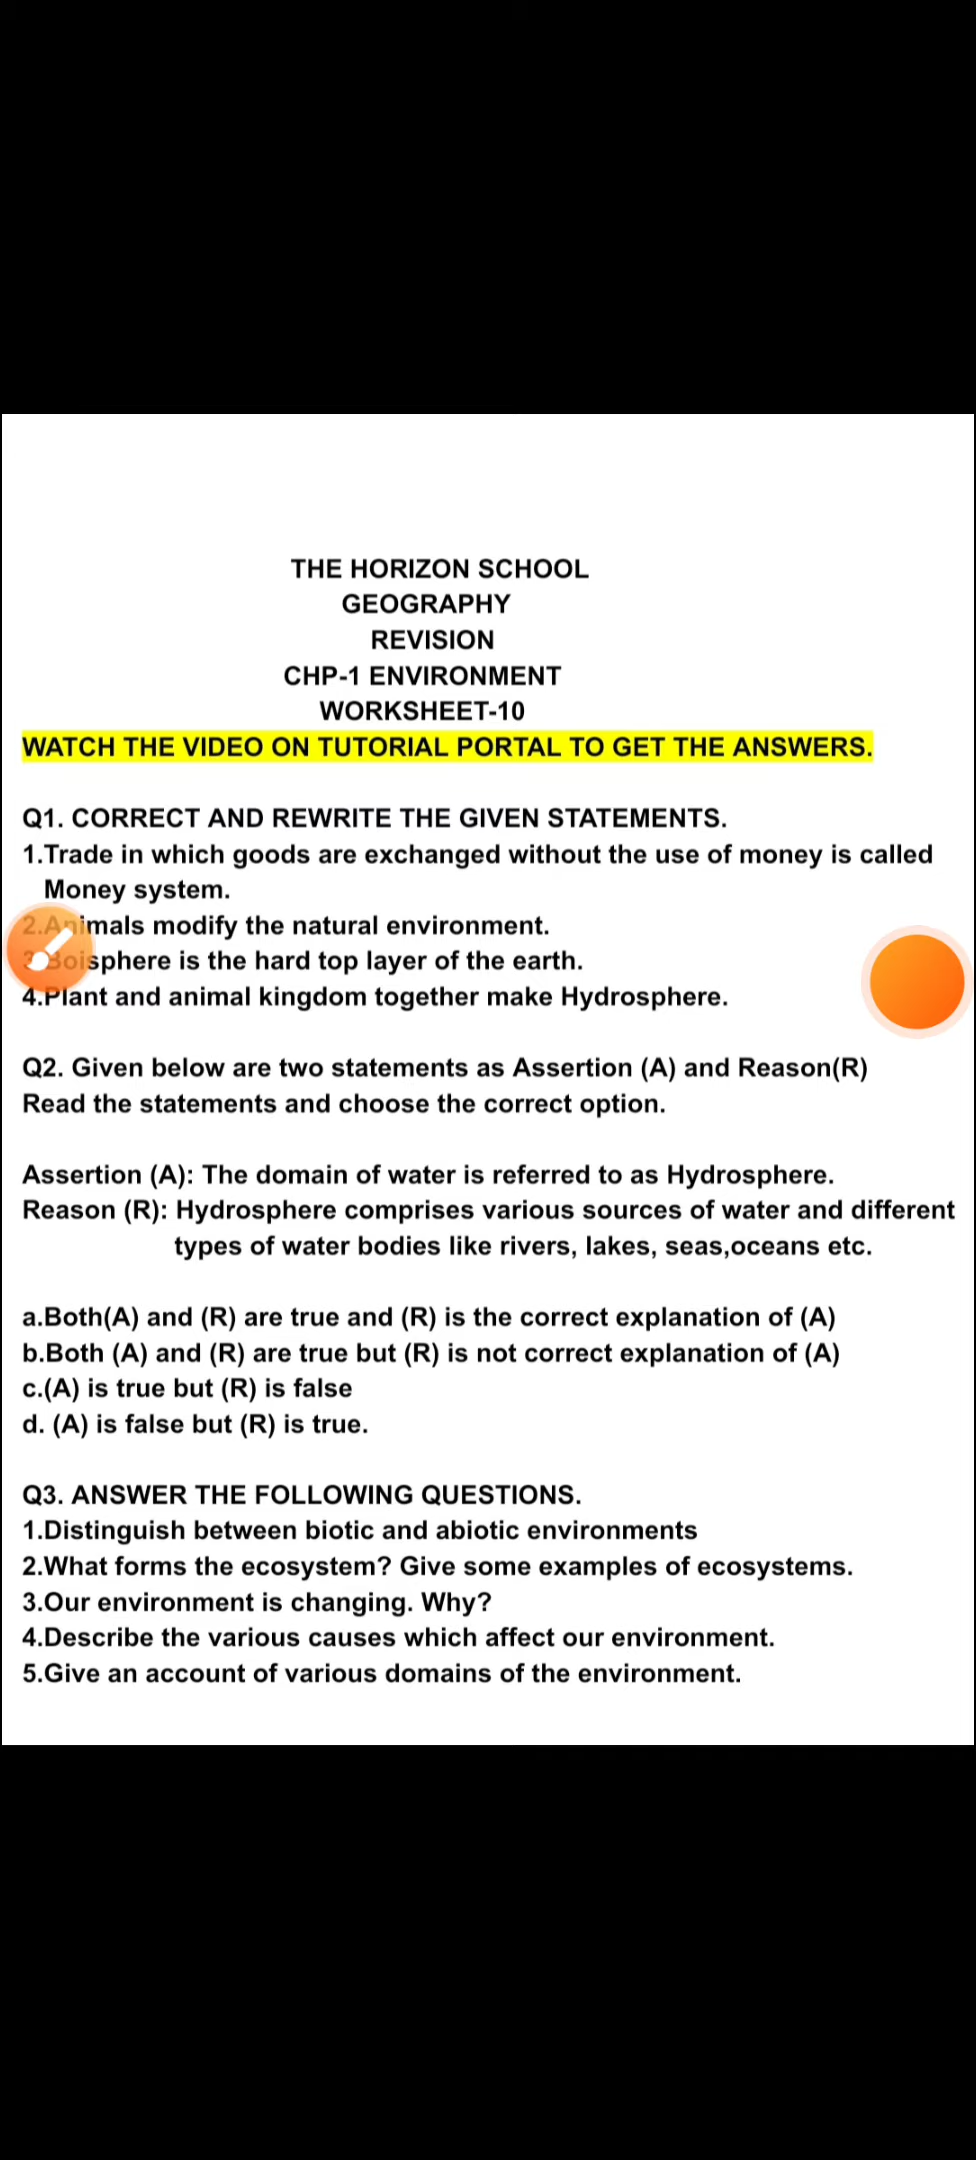 THE HORIZON SCHOOL
GEOGRAPHY
REVISION
CHP-1 ENVIRONMENT
WORKSHEET-10
WATCH THE VIDEO ON TUTORIAL PORTAL TO GET THE ANSWERS.
Q1. CORRECT AND REWRITE THE GIVEN STATEMENTS.
1.Trade in which goods are exchanged without the use of money is called
Money system.
2.Animals modify the natural environment.
3.Boisphere is the hard top layer of the earth.
4.Plant and animal kingdom together make Hydrosphere.
Q2. Given below are two statements as Assertion (A) and Reason(R)
Read the statements and choose the correct option.
Assertion (A): The domain of water is referred to as Hydrosphere.
Reason (R): Hydrosphere comprises various sources of water and different
types of water bodies like rivers, lakes, seas,oceans etc.
a.Both(A) and (R) are true and (R) is the correct explanation of (A)
b.Both (A) and (R) are true but (R) is not correct explanation of (A)
c.(A) is true but (R) is false
d. (A) is false but (R) is true.
Q3. ANSWER THE FOLLOWING QUESTIONS.
1.Distinguish between biotic and abiotic environments
2.What forms the ecosystem? Give some examples of ecosystems.
3.Our environment is changing. Why?
4.Describe the various causes which affect our environment.
5.Give an account of various domains of the environment.